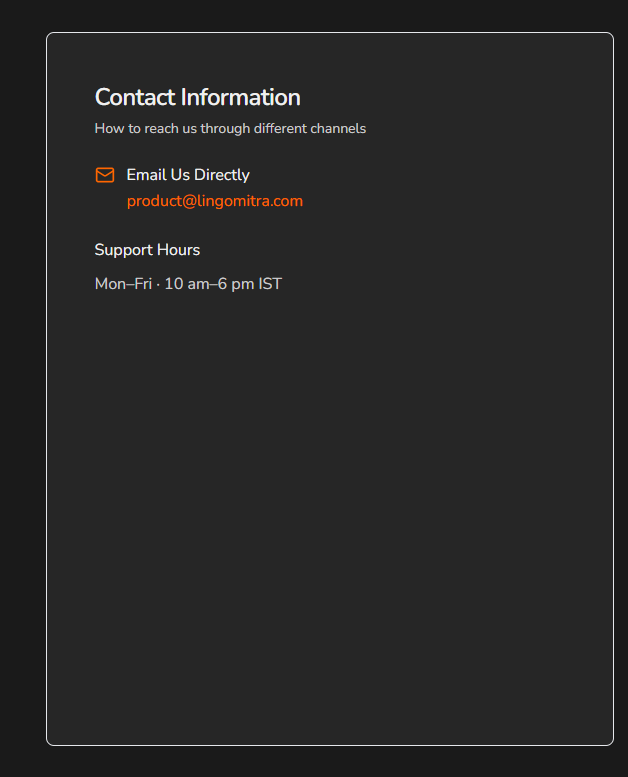 Contact Information
How to reach us through different channels
Email Us Directly
product@lingomitra.com
Support Hours
Mon–Fri · 10 am–6 pm IST